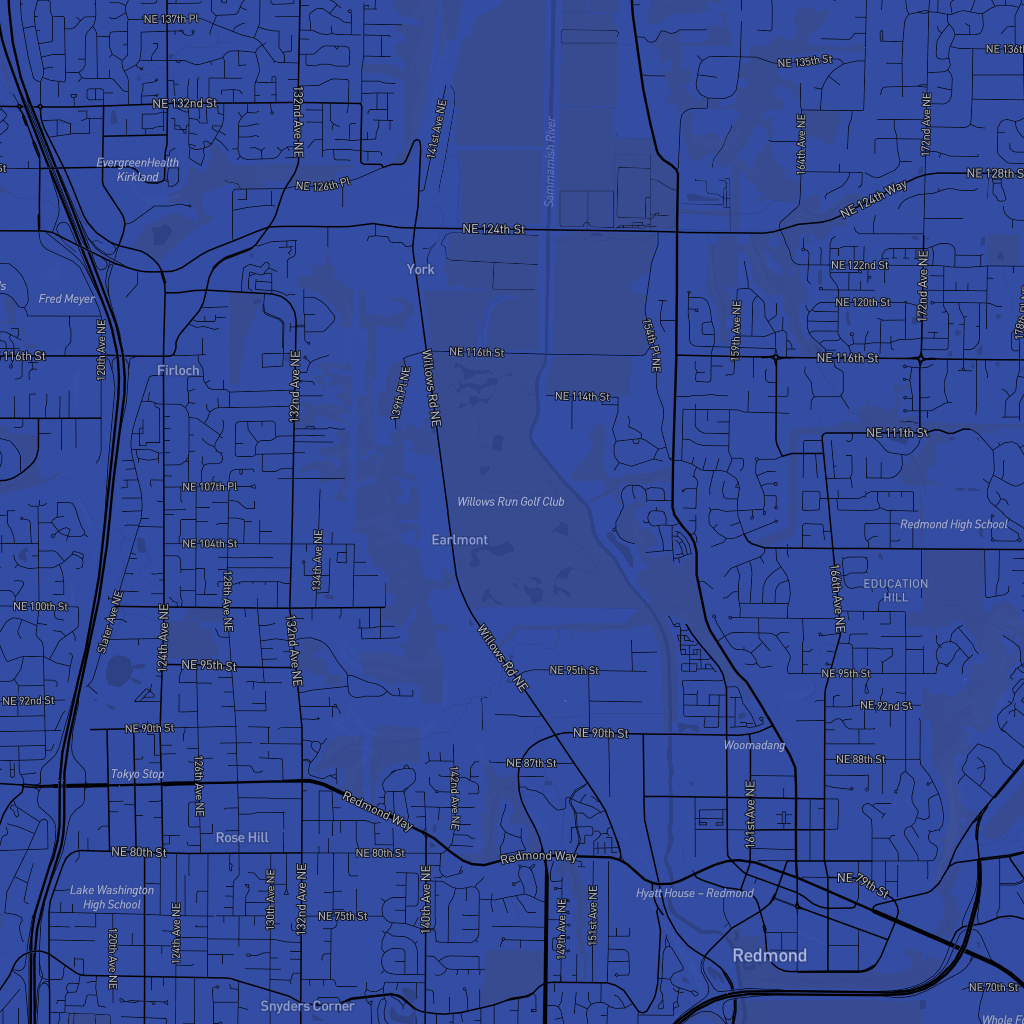 NE 137th Pl
NE 136th
NE 135th St
NE 132nd St
132nd Ave NE
141st Ave NE
164th Ave NE
172nd Ave NE
Sammamish River
EvergreenHealth
Kirkland
St
NE 126th Pl
NE 128th S
NE 124th Way
NE 124th St
York
NE 122nd St
172nd Ave NE
Fred Meyer
NE 120th St
178th
120th Ave NE
159th Ave NE
154th Pl NE
116th St
NE 116th St
NE 116th St
Firloch
132nd Ave NE
139th Pl NE
Willows Rd NE
NE 114th St
NE 111th St
NE 107th Pl
Willows Run Golf Club
Redmond High School
Earlmont
NE 104th St
134th Ave NE
EDUCATION
HILL
166th Ave NE
128th Ave NE
NE 100th St
Slater Ave NE
124th Ave NE
132nd Ave NE
Willows Rd NE
NE 95th St
NE 95th St
NE 95th St
NE 92nd St
NE 92nd St
NE 90th St
NE 90th St
Woomadang
NE 87th St
NE 88th St
Tokyo Stop
126th Ave NE
142nd Ave NE
Redmond Way
161st Ave NE
Rose Hill
NE 80th St
NE 80th St
Redmond Way
NE 79th St
Lake Washington
High School
Hyatt House – Redmond
130th Ave NE
132nd Ave NE
140th Ave NE
149th Ave NE
151st Ave NE
124th Ave NE
NE 75th St
120th Ave NE
Redmond
NE 70th St
Snyders Corner
Whole F